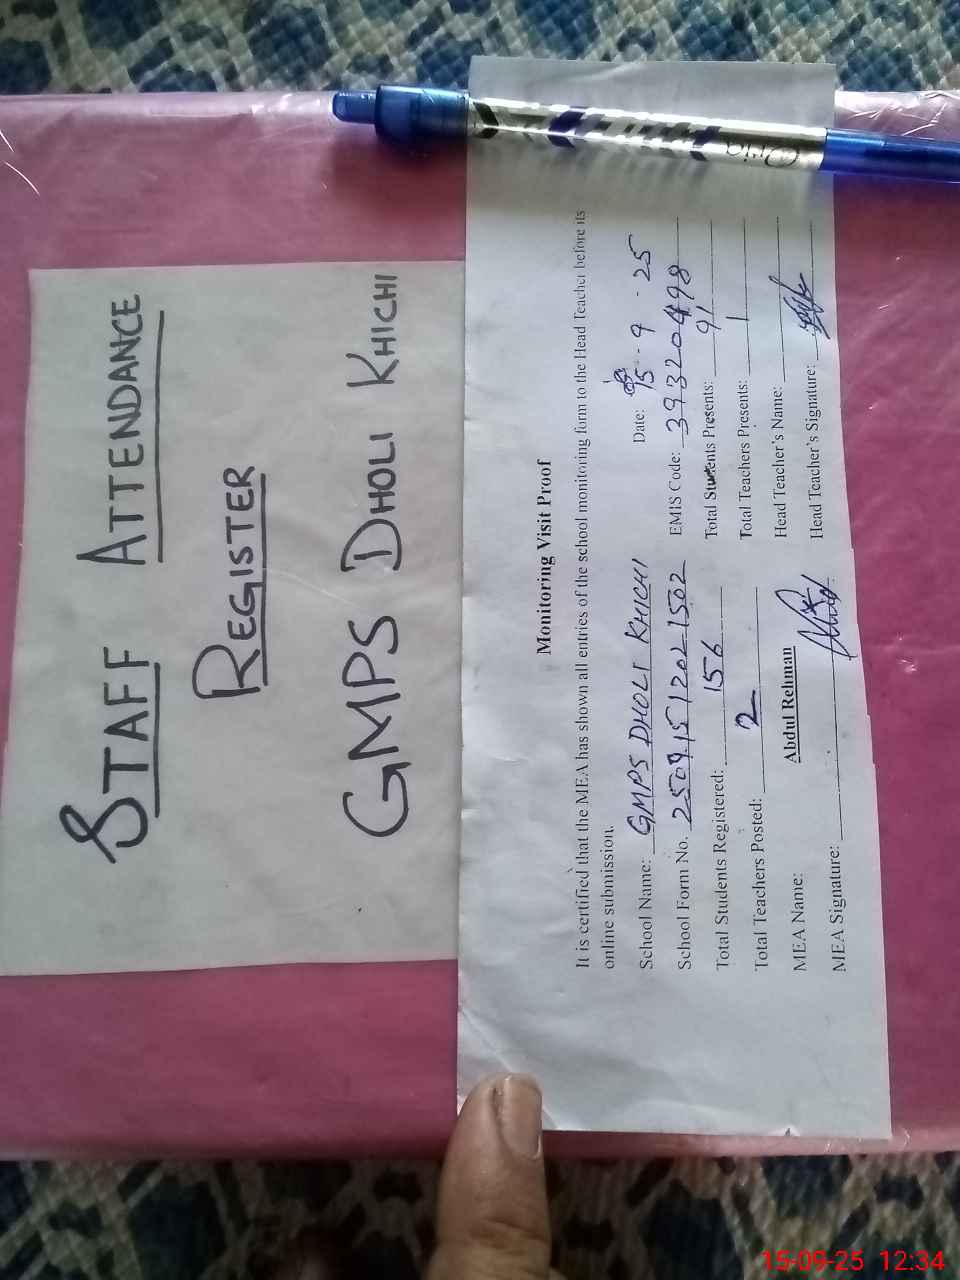 STAFF ATTENDANCE
REGISTER
GMPS DHOLI KHICHI
Monitoring Visit Proof
It is certified that the MEA has shown all entries of the school monitoring form to the Head Teacher before its
online submission.
School Name: GMPS DHOLI KHICHI Date: 15-9-25
School Form No. 25091512021502 EMIS Code: 39320498
Total Students Registered: 156 Total Students Presents: 91
Total Teachers Posted: 2 Total Teachers Presents: 1
MEA Name: Abdul Rehman Head Teacher's Name:
MEA Signature: Head Teacher's Signature:
15-09-25 12:34